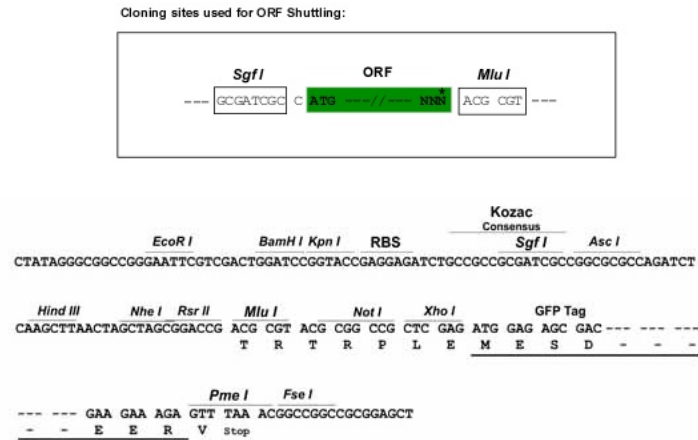 Cloning sites used for ORF Shuttling:
Sgf I ORF Mlu I
--- GCGATCGC C ATG ---//--- NNN * ACG CGT ---
Kozac
Consensus
EcoR I BamH I Kpn I RBS Sgf I Asc I
CTATAGGGCGGCCGGGAATTCGTCGACTGGATCCGGTACCGAGGAGATCTGCCGCCGCGATCGCCGGCGCGCCAGATCT
Hind III Nhe I Rsr II Mlu I Not I Xho I GFP Tag
CAAGCTTAACTAGCTAGCGGACCG ACG CGT ACG CGG CCG CTC GAG ATG GAG AGC GAC --- --- ---
T R T R P L E M E S D - - -
Pme I Fse I
--- --- GAA GAA AGA GTT TAA ACGGCCGGCCGCGGAGCT
- - E E R V Stop